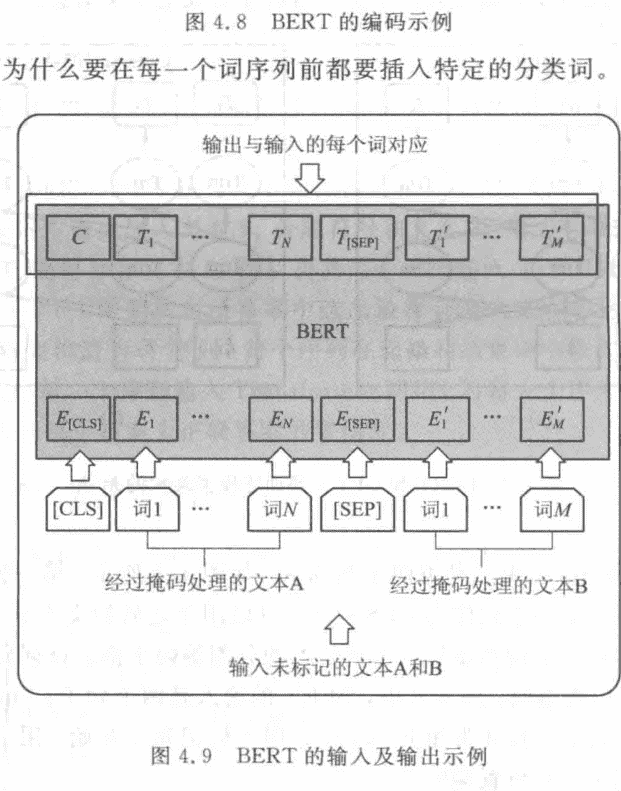 图 4.8 BERT 的编码示例
为什么要在每一个词序列前都要插入特定的分类词。
输出与输入的每个词对应
C T1 … TN T[SEP] T1′ … TM′
BERT
E[CLS] E1 … EN E[SEP] E1′ … EM′
[CLS] 词1 … 词N [SEP] 词1 … 词M
经过掩码处理的文本A 经过掩码处理的文本B
输入未标记的文本A和B
图 4.9 BERT 的输入及输出示例